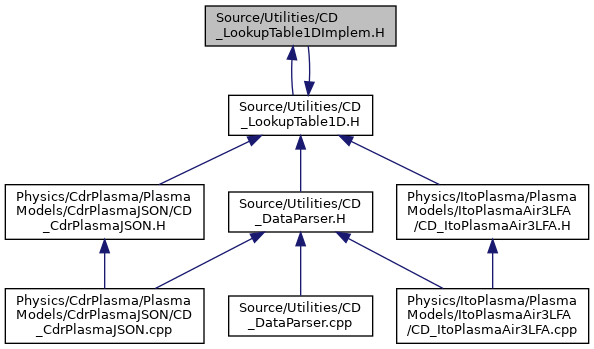 Source/Utilities/CD
_LookupTable1DImplem.H
Source/Utilities/CD
_LookupTable1D.H
Physics/CdrPlasma/Plasma
Models/CdrPlasmaJSON/CD
_CdrPlasmaJSON.H
Source/Utilities/CD
_DataParser.H
Physics/ItoPlasma/Plasma
Models/ItoPlasmaAir3LFA
/CD_ItoPlasmaAir3LFA.H
Physics/CdrPlasma/Plasma
Models/CdrPlasmaJSON/CD
_CdrPlasmaJSON.cpp
Source/Utilities/CD
_DataParser.cpp
Physics/ItoPlasma/Plasma
Models/ItoPlasmaAir3LFA
/CD_ItoPlasmaAir3LFA.cpp